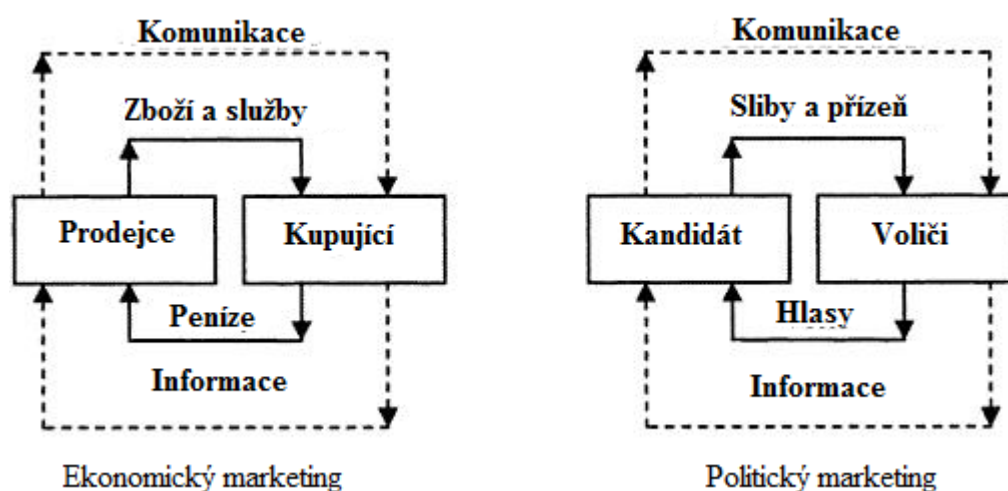 Komunikace
Zboží a služby
Prodejce
Kupující
Peníze
Informace
Ekonomický marketing
Komunikace
Sliby a přízeň
Kandidát
Voliči
Hlasy
Informace
Politický marketing